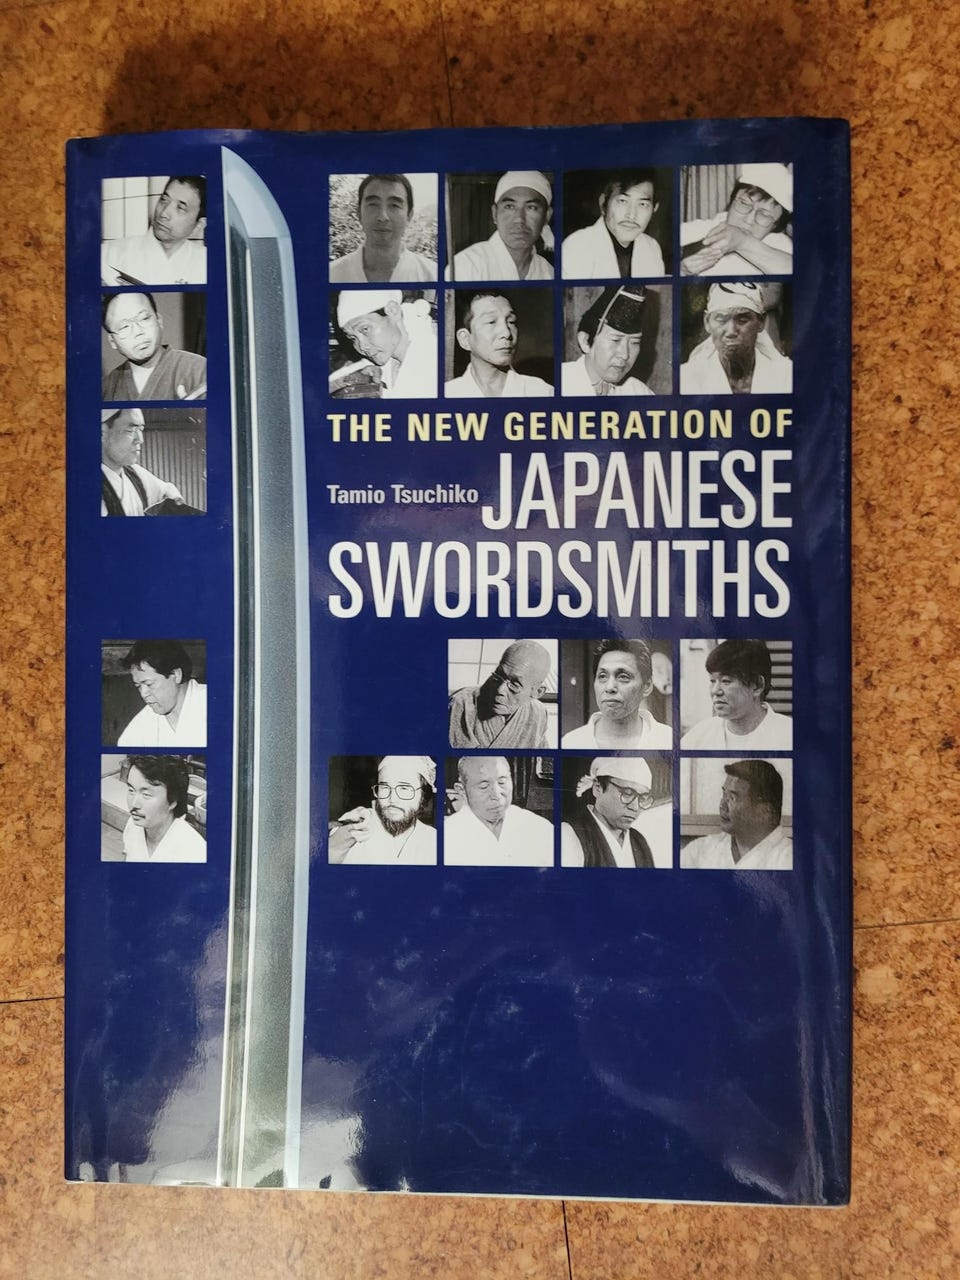 THE NEW GENERATION OF
Tamio Tsuchiko JAPANESE
SWORDSMITHS